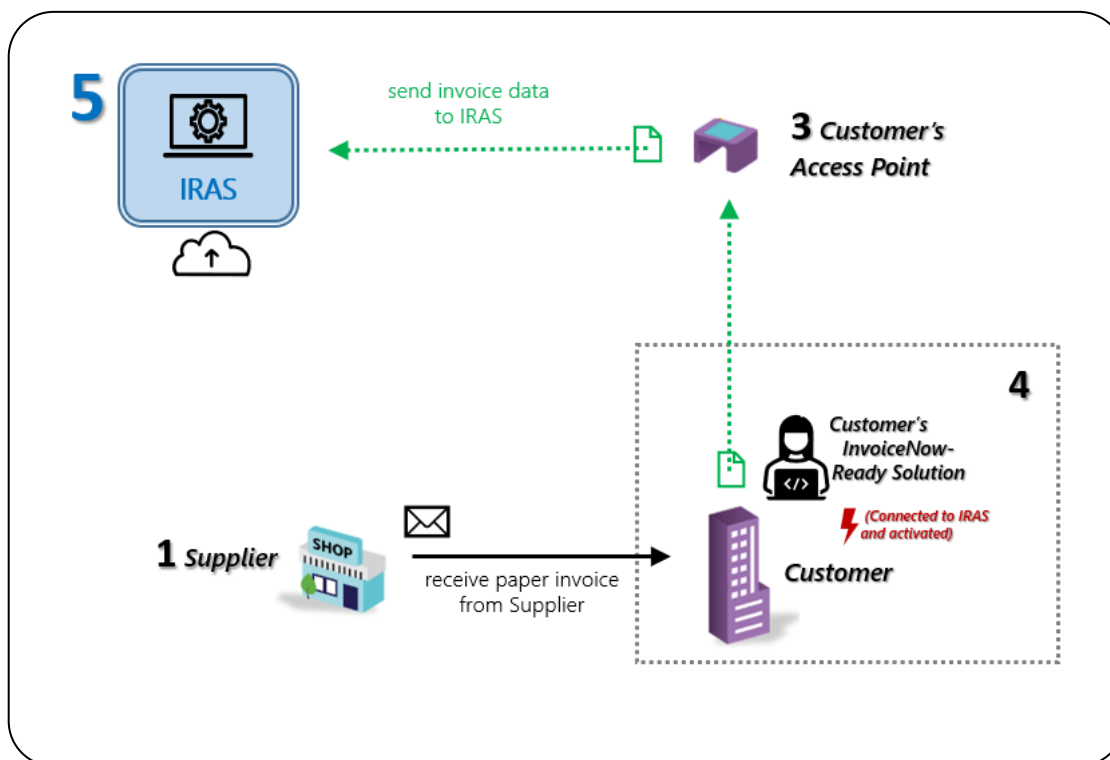 5
IRAS
send invoice data
to IRAS
3 Customer's
Access Point
4
Customer's
InvoiceNow-
Ready Solution
</>
(Connected to IRAS
and activated)
Customer
1 Supplier
SHOP
receive paper invoice
from Supplier